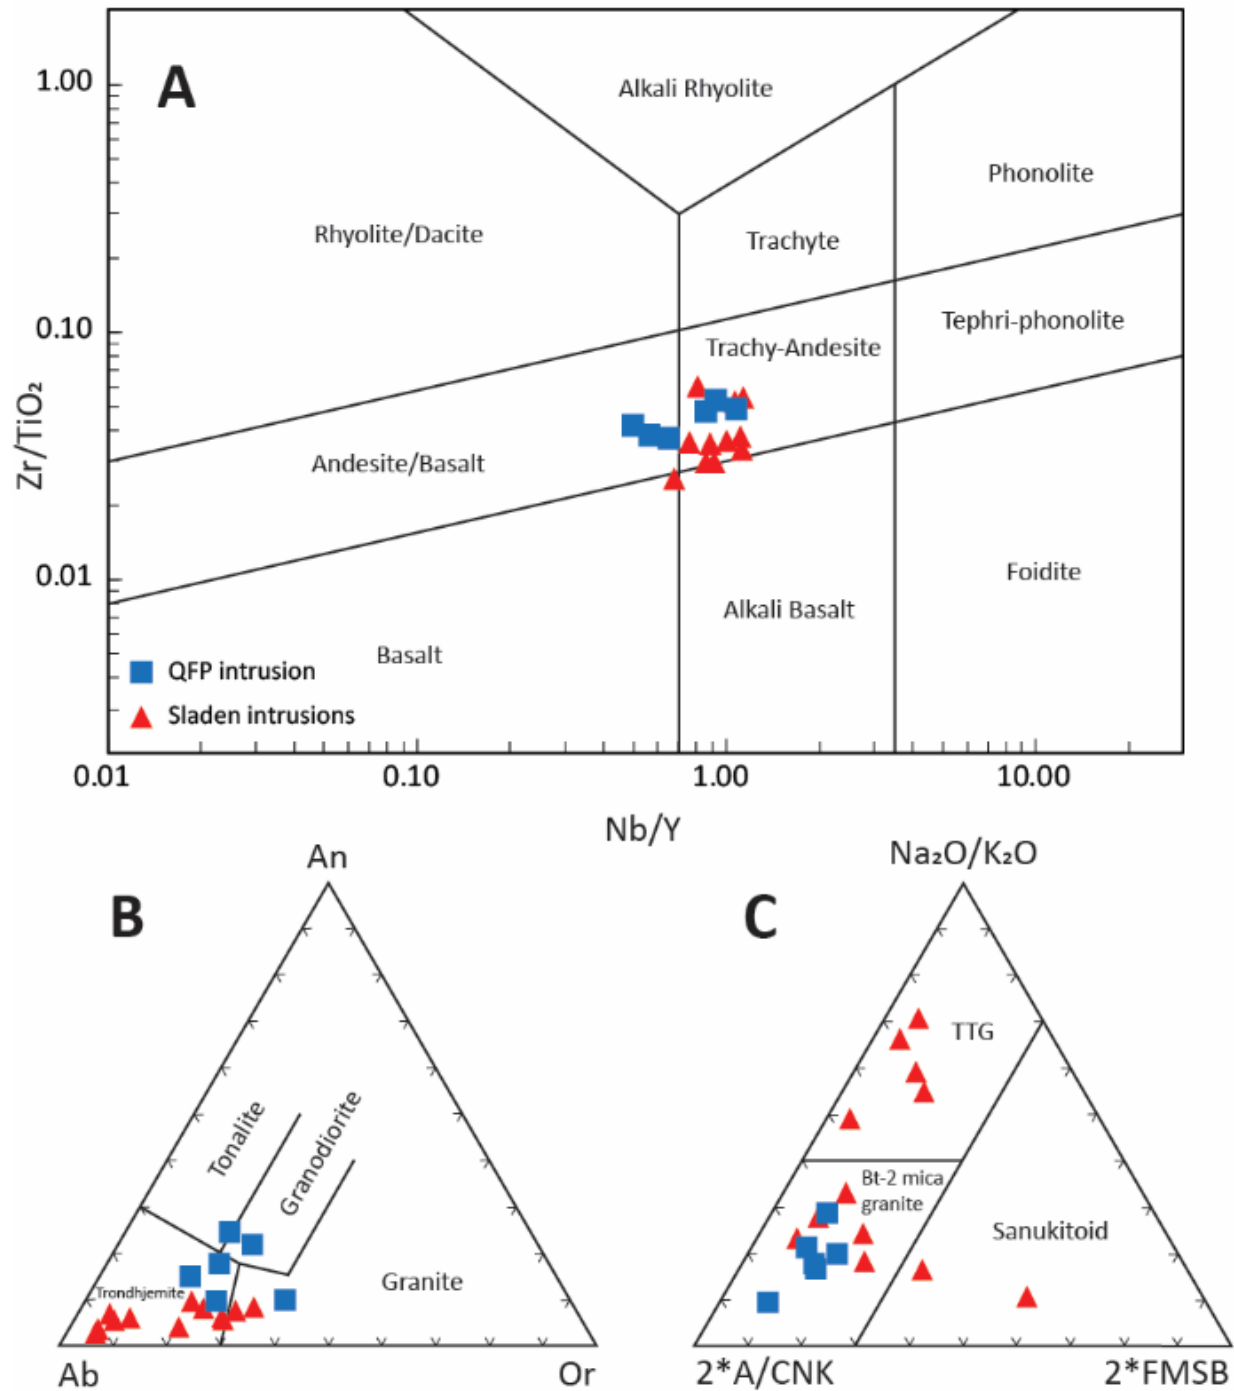 A
Alkali Rhyolite
1.00
Phonolite
Rhyolite/Dacite
Trachyte
0.10
Tephri-phonolite
Trachy-Andesite
Zr/TiO₂
Andesite/Basalt
0.01
Foidite
Alkali Basalt
Basalt
QFP intrusion
Sladen intrusions
0.01 0.10 1.00 10.00
Nb/Y
B
An
Tonalite
Granodiorite
Trondhjemite
Granite
Ab Or
C
Na₂O/K₂O
TTG
Bt-2 mica
granite
Sanukitoid
2*A/CNK 2*FMSB